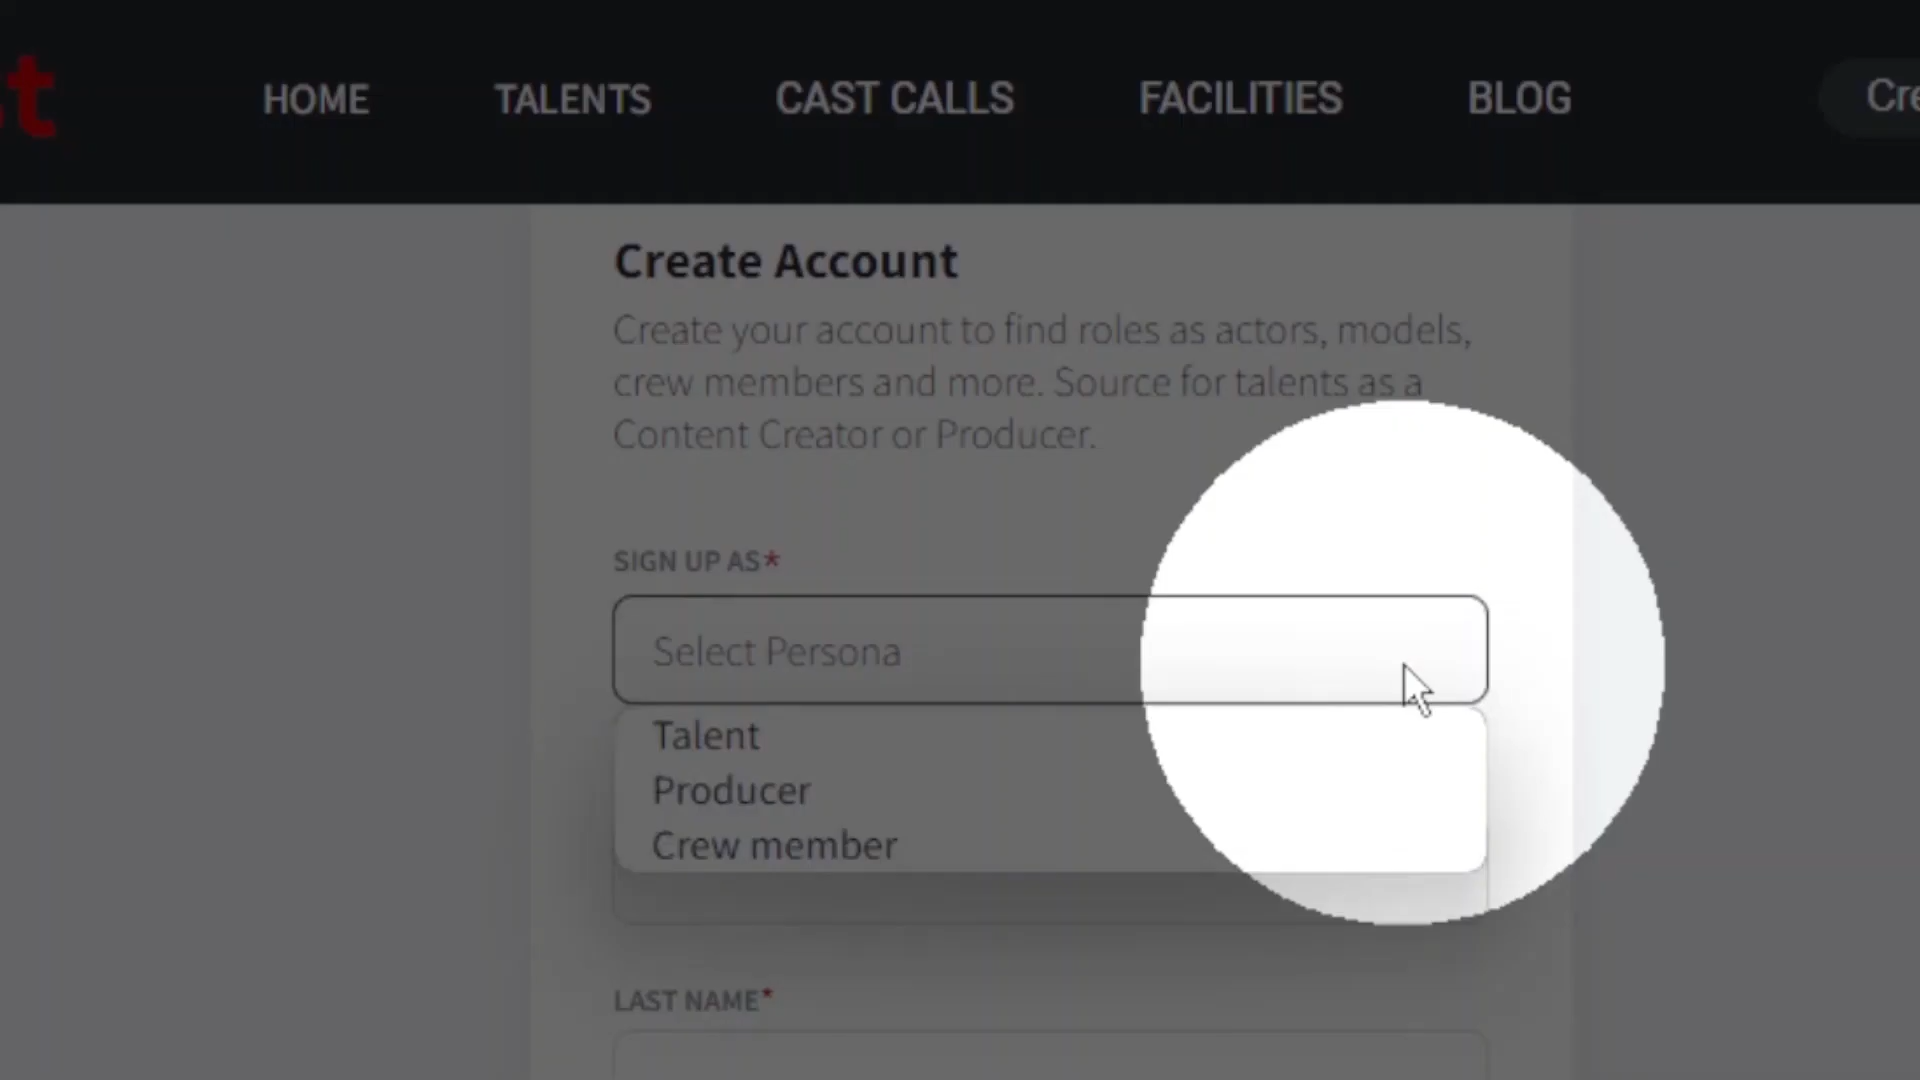 t
HOME TALENTS CAST CALLS FACILITIES BLOG Cre
Create Account
Create your account to find roles as actors, models,
crew members and more. Source for talents as a
Content Creator or Producer.
SIGN UP AS*
Select Persona
Talent
Producer
Crew member
LAST NAME*